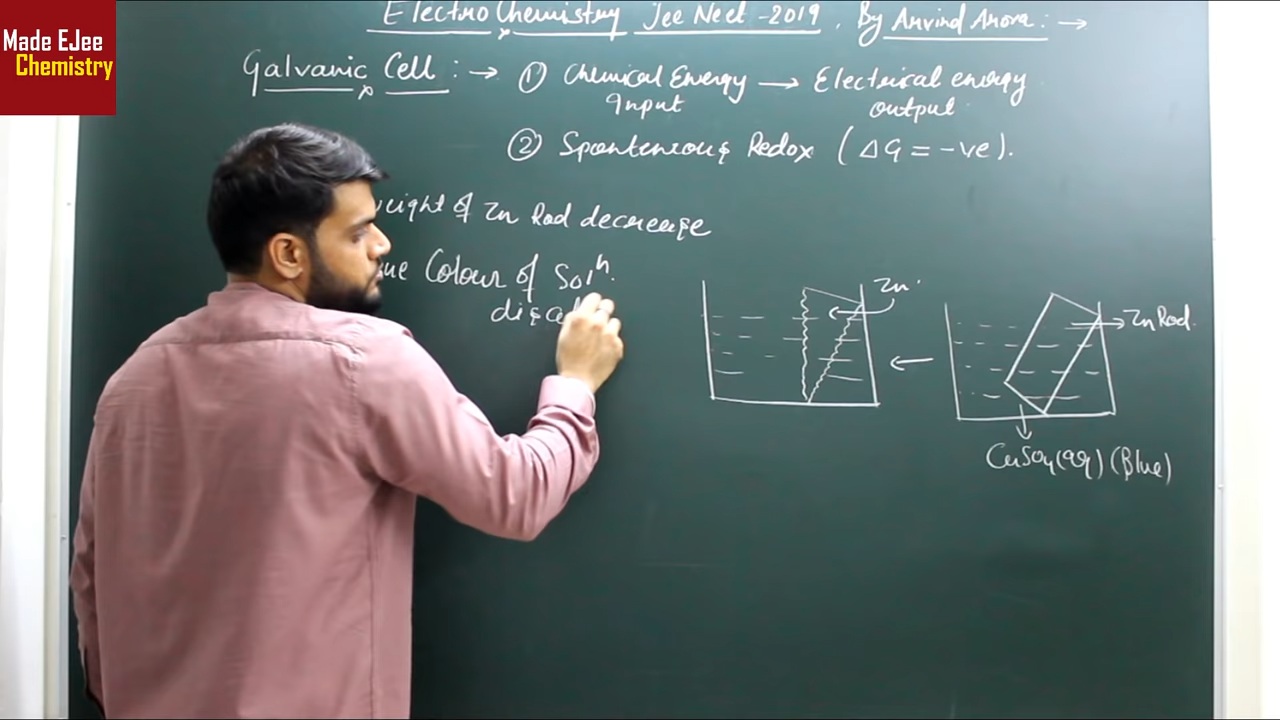 Made EJee
Chemistry
Electro Chemistry Jee Neet - 2019. By Arvind Arora : →
Galvanic Cell : → ① Chemical Energy → Electrical energy
Input output
② Spontaneous Redox (ΔG = -ve).
of Zn Rod decrease
Colour of Solⁿ.
Zn
Zn Rod
CuSO4(aq) (Blue)